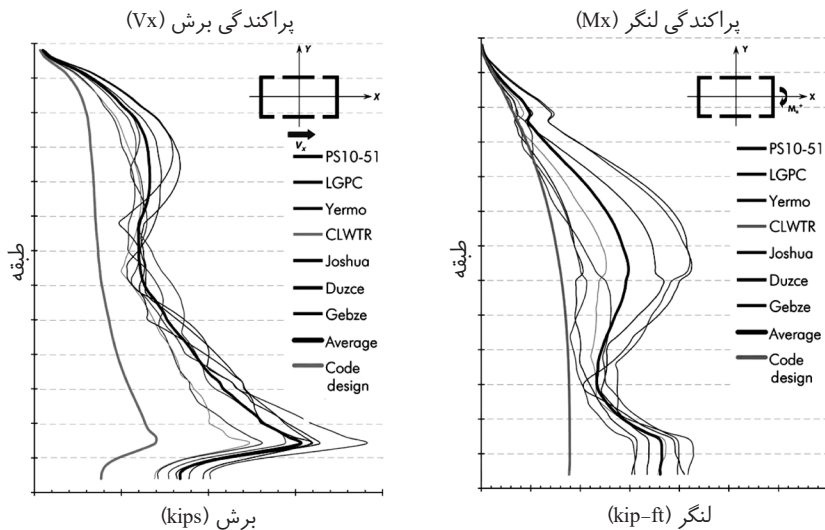 پراکندگی برش (Vx)
Y
X
Vx
PS10-51
LGPC
Yermo
CLWTR
Joshua
Duzce
Gebze
Average
Code design
طبقه
برش (kips)
پراکندگی لنگر (Mx)
Y
X
Mx+
PS10-51
LGPC
Yermo
CLWTR
Joshua
Duzce
Gebze
Average
Code design
طبقه
لنگر (kip-ft)